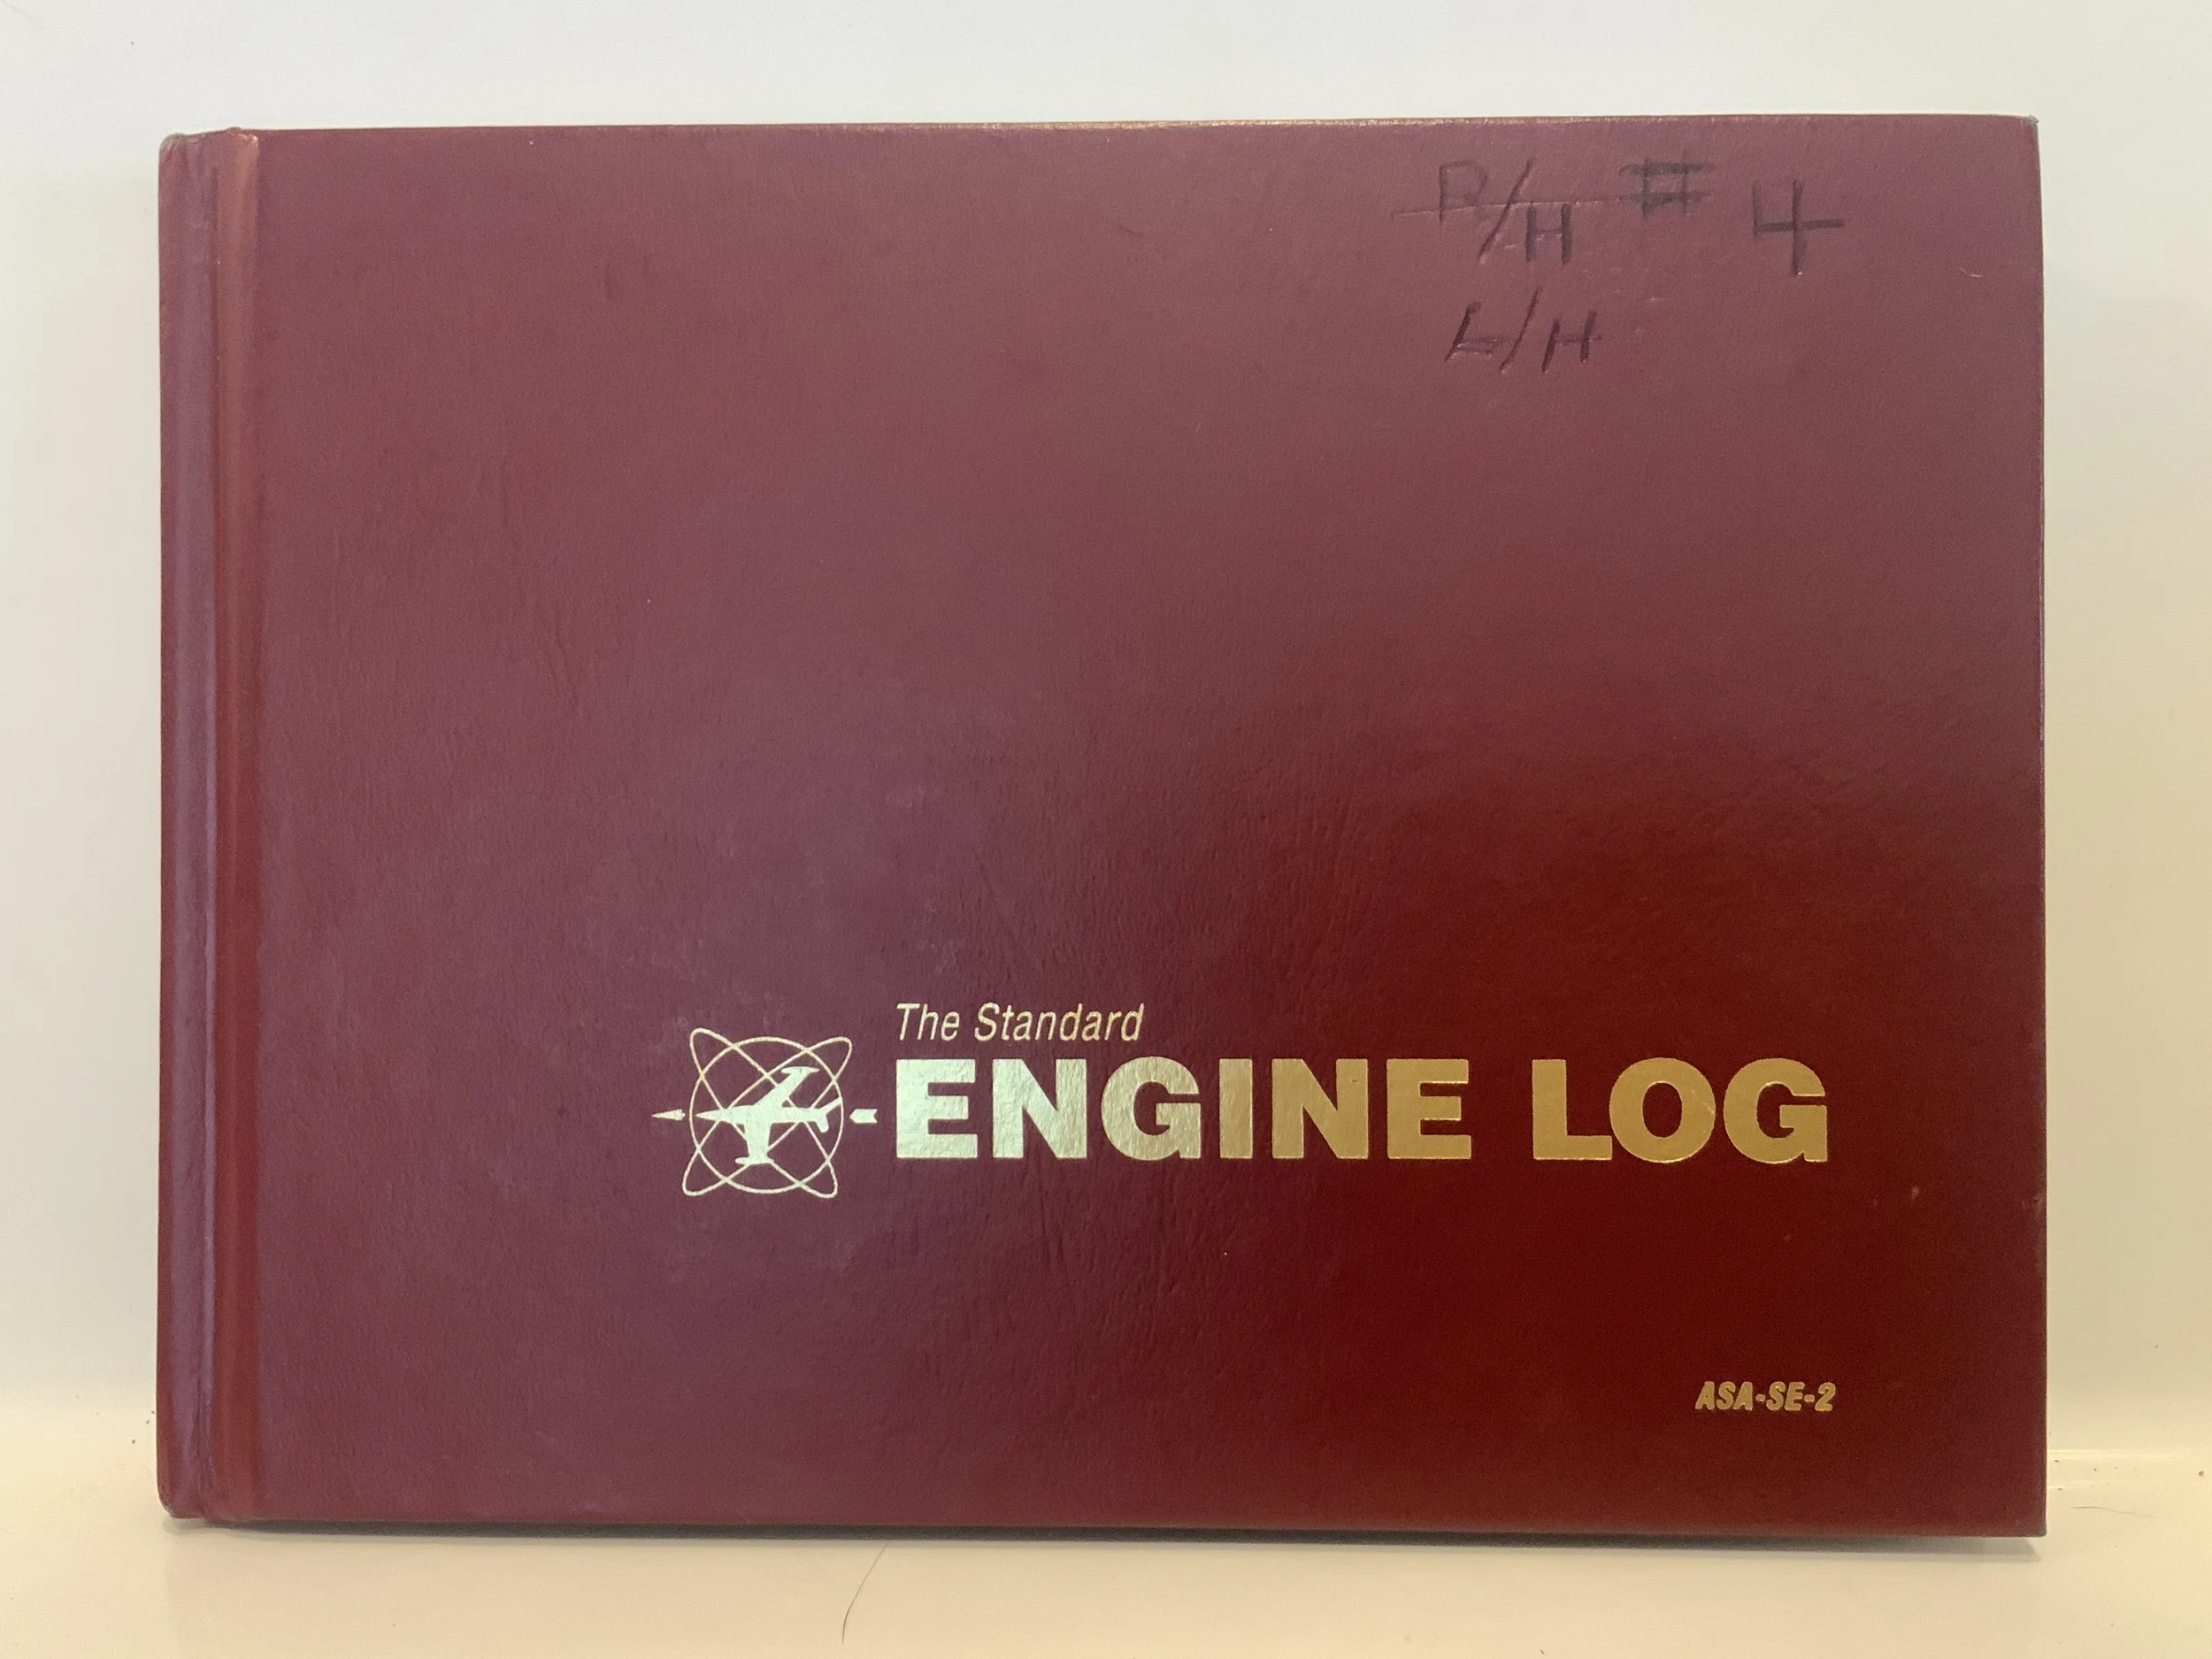 R/H # 4
L/H
The Standard
ENGINE LOG
ASA-SE-2